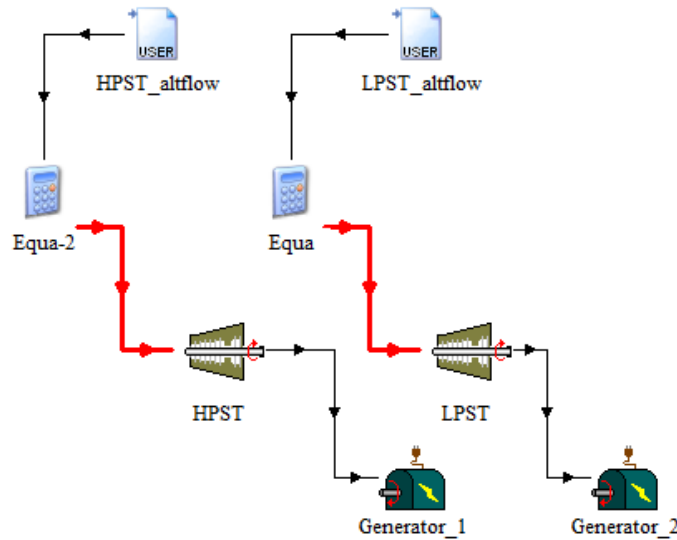 USER
USER
HPST_altflow
LPST_altflow
Equa-2
Equa
HPST
LPST
Generator_1
Generator_2